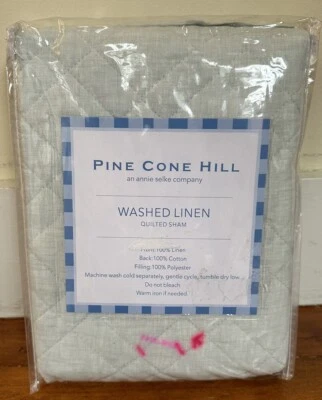 PINE CONE HILL
an annie selke company
WASHED LINEN
QUILTED SHAM
100% Linen
Back:100% Cotton
Filling:100% Polyester
Machine wash cold separately, gentle cycle, tumble dry low
Do not bleach
Warm iron if needed